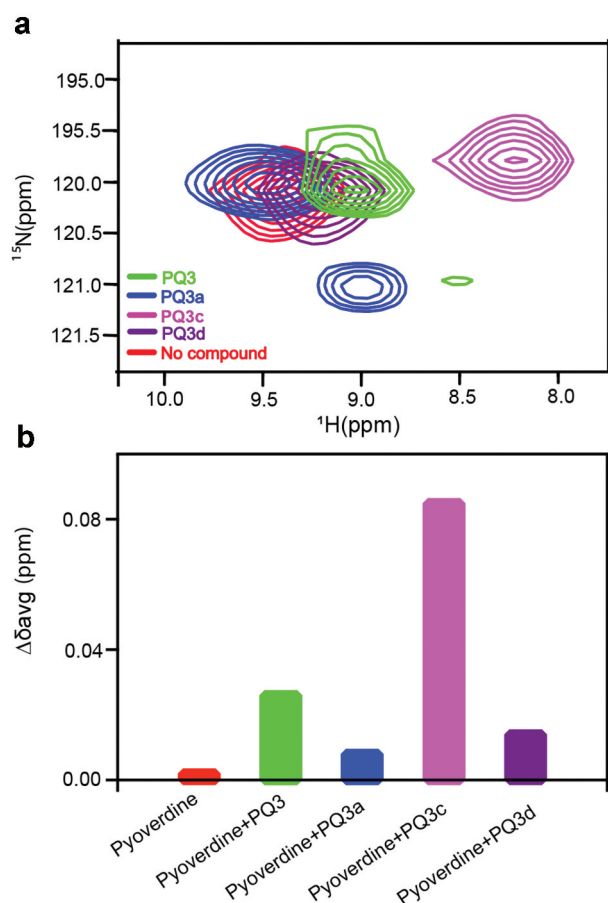 a
195.0
195.5
120.0
120.5
121.0
121.5
¹⁵N(ppm)
PQ3
PQ3a
PQ3c
PQ3d
No compound
10.0 9.5 9.0 8.5 8.0
¹H(ppm)
b
0.08
0.04
0.00
Δδavg (ppm)
Pyoverdine
Pyoverdine+PQ3
Pyoverdine+PQ3a
Pyoverdine+PQ3c
Pyoverdine+PQ3d